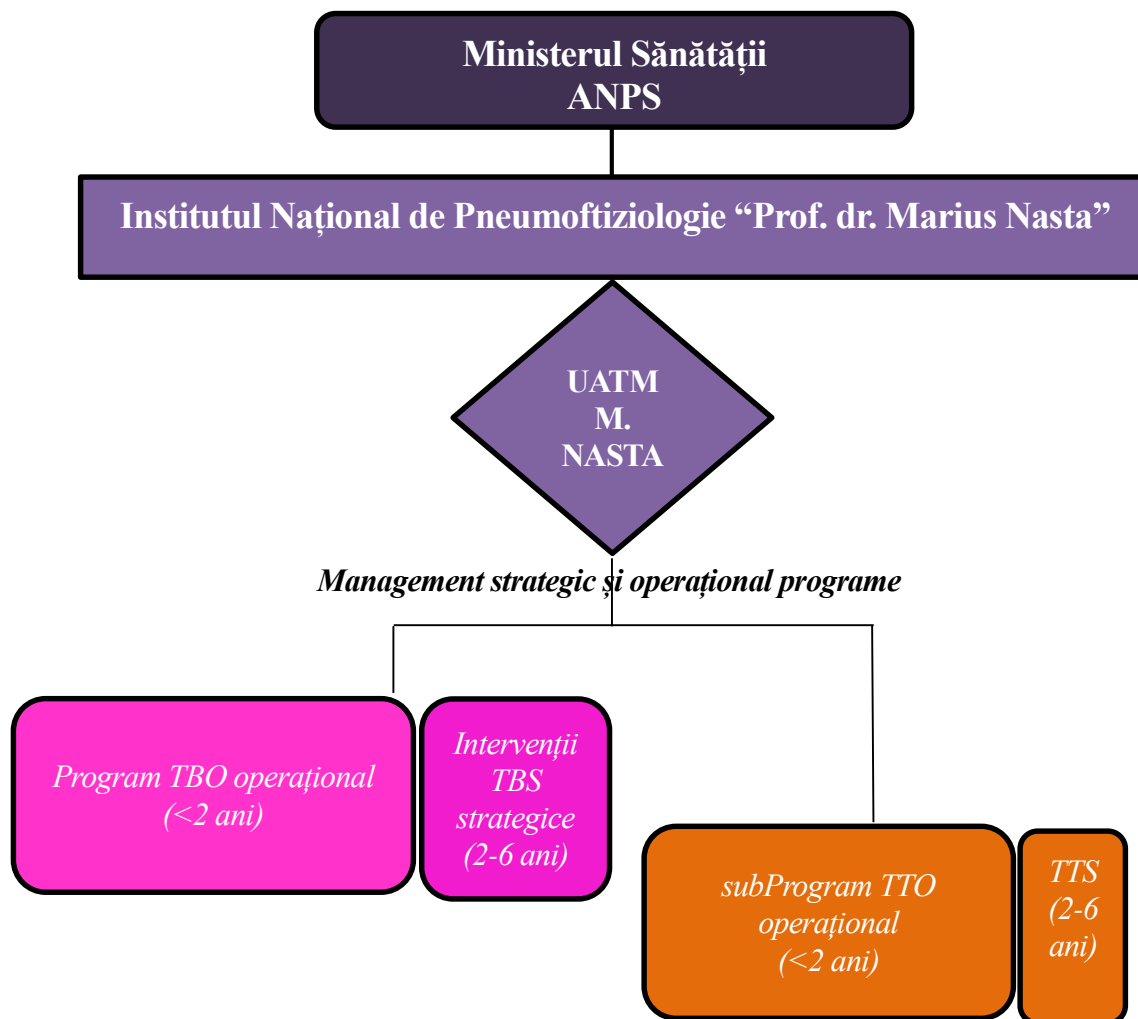 Ministerul Sănătății
ANPS
Institutul Național de Pneumoftiziologie “Prof. dr. Marius Nasta”
UATM
M.
NASTA
Management strategic și operațional programe
Program TBO operațional
(<2 ani)
Intervenții
TBS
strategice
(2-6 ani)
subProgram TTO
operațional
(<2 ani)
TTS
(2-6
ani)